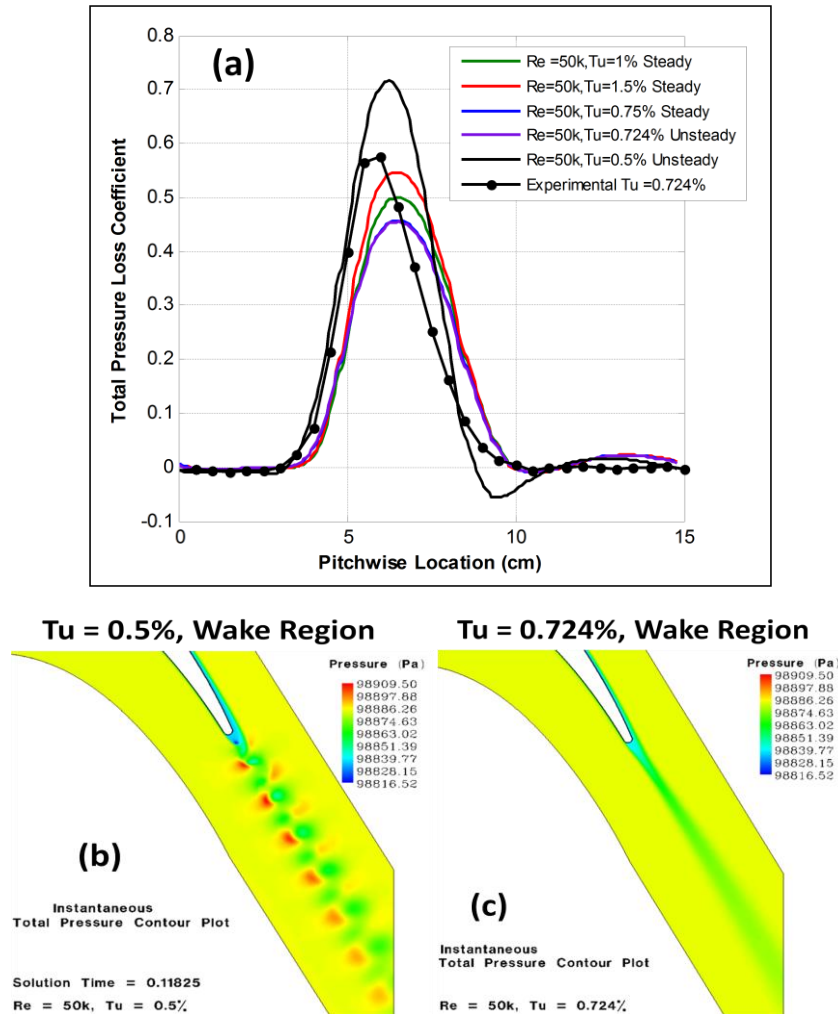 0.8
0.7
0.6
0.5
0.4
0.3
0.2
0.1
0
-0.1
Total Pressure Loss Coefficient
(a)
Re =50k,Tu=1% Steady
Re=50k,Tu=1.5% Steady
Re=50k,Tu=0.75% Steady
Re=50k,Tu=0.724% Unsteady
Re=50k,Tu=0.5% Unsteady
Experimental Tu =0.724%
0 5 10 15
Pitchwise Location (cm)
Tu = 0.5%, Wake Region
Pressure (Pa)
98909.50
98897.88
98886.26
98874.63
98863.02
98851.39
98839.77
98828.15
98816.52
(b)
Instantaneous
Total Pressure Contour Plot
Solution Time = 0.11825
Re = 50k, Tu = 0.5%
Tu = 0.724%, Wake Region
Pressure (Pa)
98909.50
98897.88
98886.26
98874.63
98863.02
98851.39
98839.77
98828.15
98816.52
(c)
Instantaneous
Total Pressure Contour Plot
Re = 50k, Tu = 0.724%